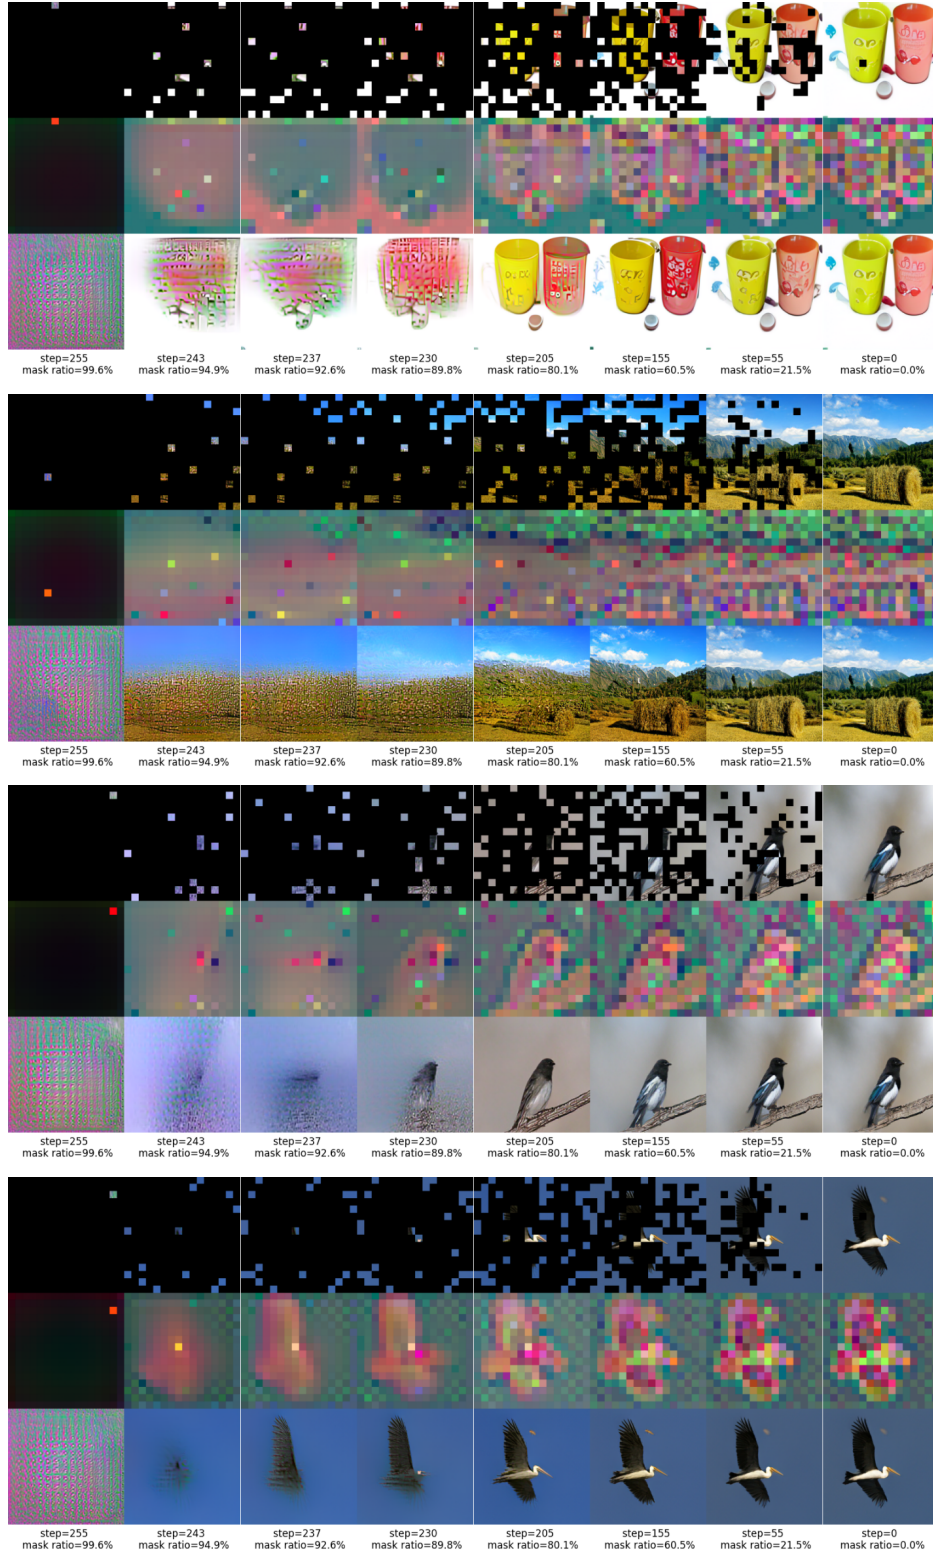 step=255 step=243 step=237 step=230 step=205 step=155 step=55 step=0
mask ratio=99.6% mask ratio=94.9% mask ratio=92.6% mask ratio=89.8% mask ratio=80.1% mask ratio=60.5% mask ratio=21.5% mask ratio=0.0%
step=255 step=243 step=237 step=230 step=205 step=155 step=55 step=0
mask ratio=99.6% mask ratio=94.9% mask ratio=92.6% mask ratio=89.8% mask ratio=80.1% mask ratio=60.5% mask ratio=21.5% mask ratio=0.0%
step=255 step=243 step=237 step=230 step=205 step=155 step=55 step=0
mask ratio=99.6% mask ratio=94.9% mask ratio=92.6% mask ratio=89.8% mask ratio=80.1% mask ratio=60.5% mask ratio=21.5% mask ratio=0.0%
step=255 step=243 step=237 step=230 step=205 step=155 step=55 step=0
mask ratio=99.6% mask ratio=94.9% mask ratio=92.6% mask ratio=89.8% mask ratio=80.1% mask ratio=60.5% mask ratio=21.5% mask ratio=0.0%